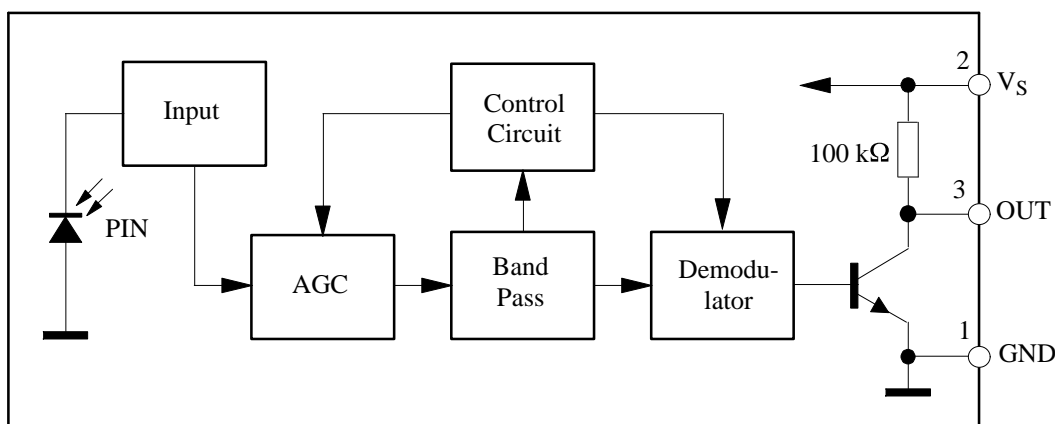 2
V_S
Input
Control
Circuit
100 kΩ
3
OUT
PIN
AGC
Band
Pass
Demodu-
lator
1
GND